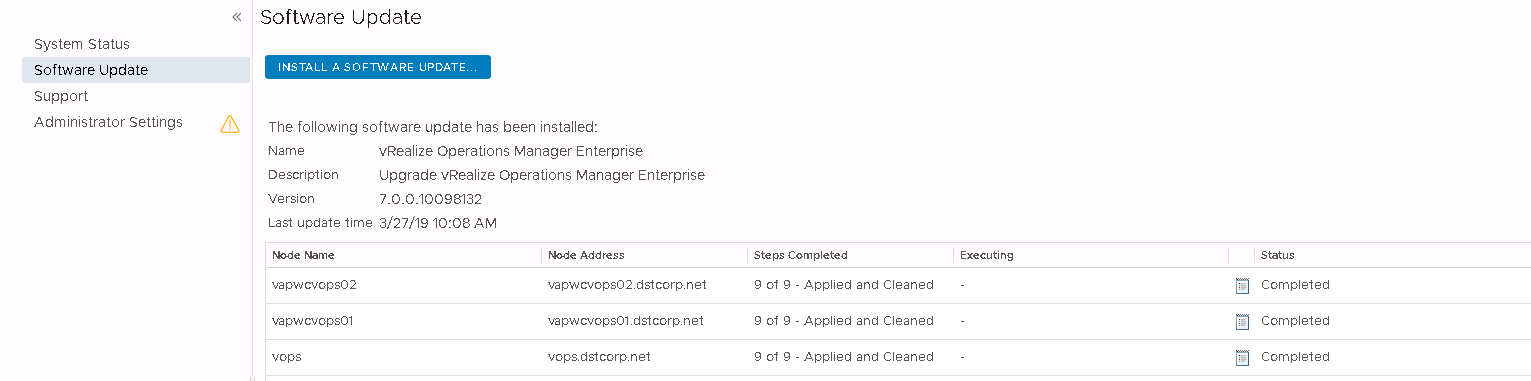 «
Software Update
System Status
Software Update
Support
Administrator Settings
INSTALL A SOFTWARE UPDATE...
The following software update has been installed:
Name vRealize Operations Manager Enterprise
Description Upgrade vRealize Operations Manager Enterprise
Version 7.0.0.10098132
Last update time 3/27/19 10:08 AM
Node Name Node Address Steps Completed Executing Status
vapwcvops02 vapwcvops02.dstcorp.net 9 of 9 - Applied and Cleaned - Completed
vapwcvops01 vapwcvops01.dstcorp.net 9 of 9 - Applied and Cleaned - Completed
vops vops.dstcorp.net 9 of 9 - Applied and Cleaned - Completed